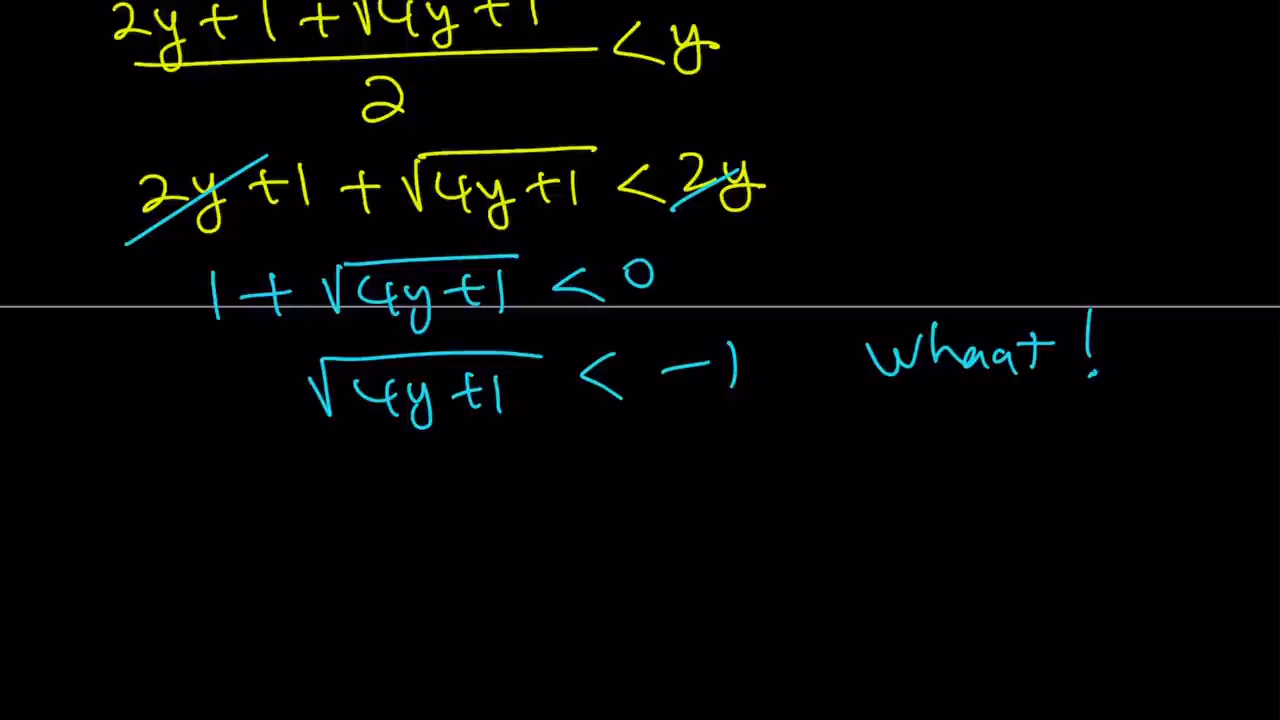 2y+1+√4y+1
< y
2
2y+1+√4y+1 < 2y
1+√4y+1 < 0
√4y+1 < -1 whaat!